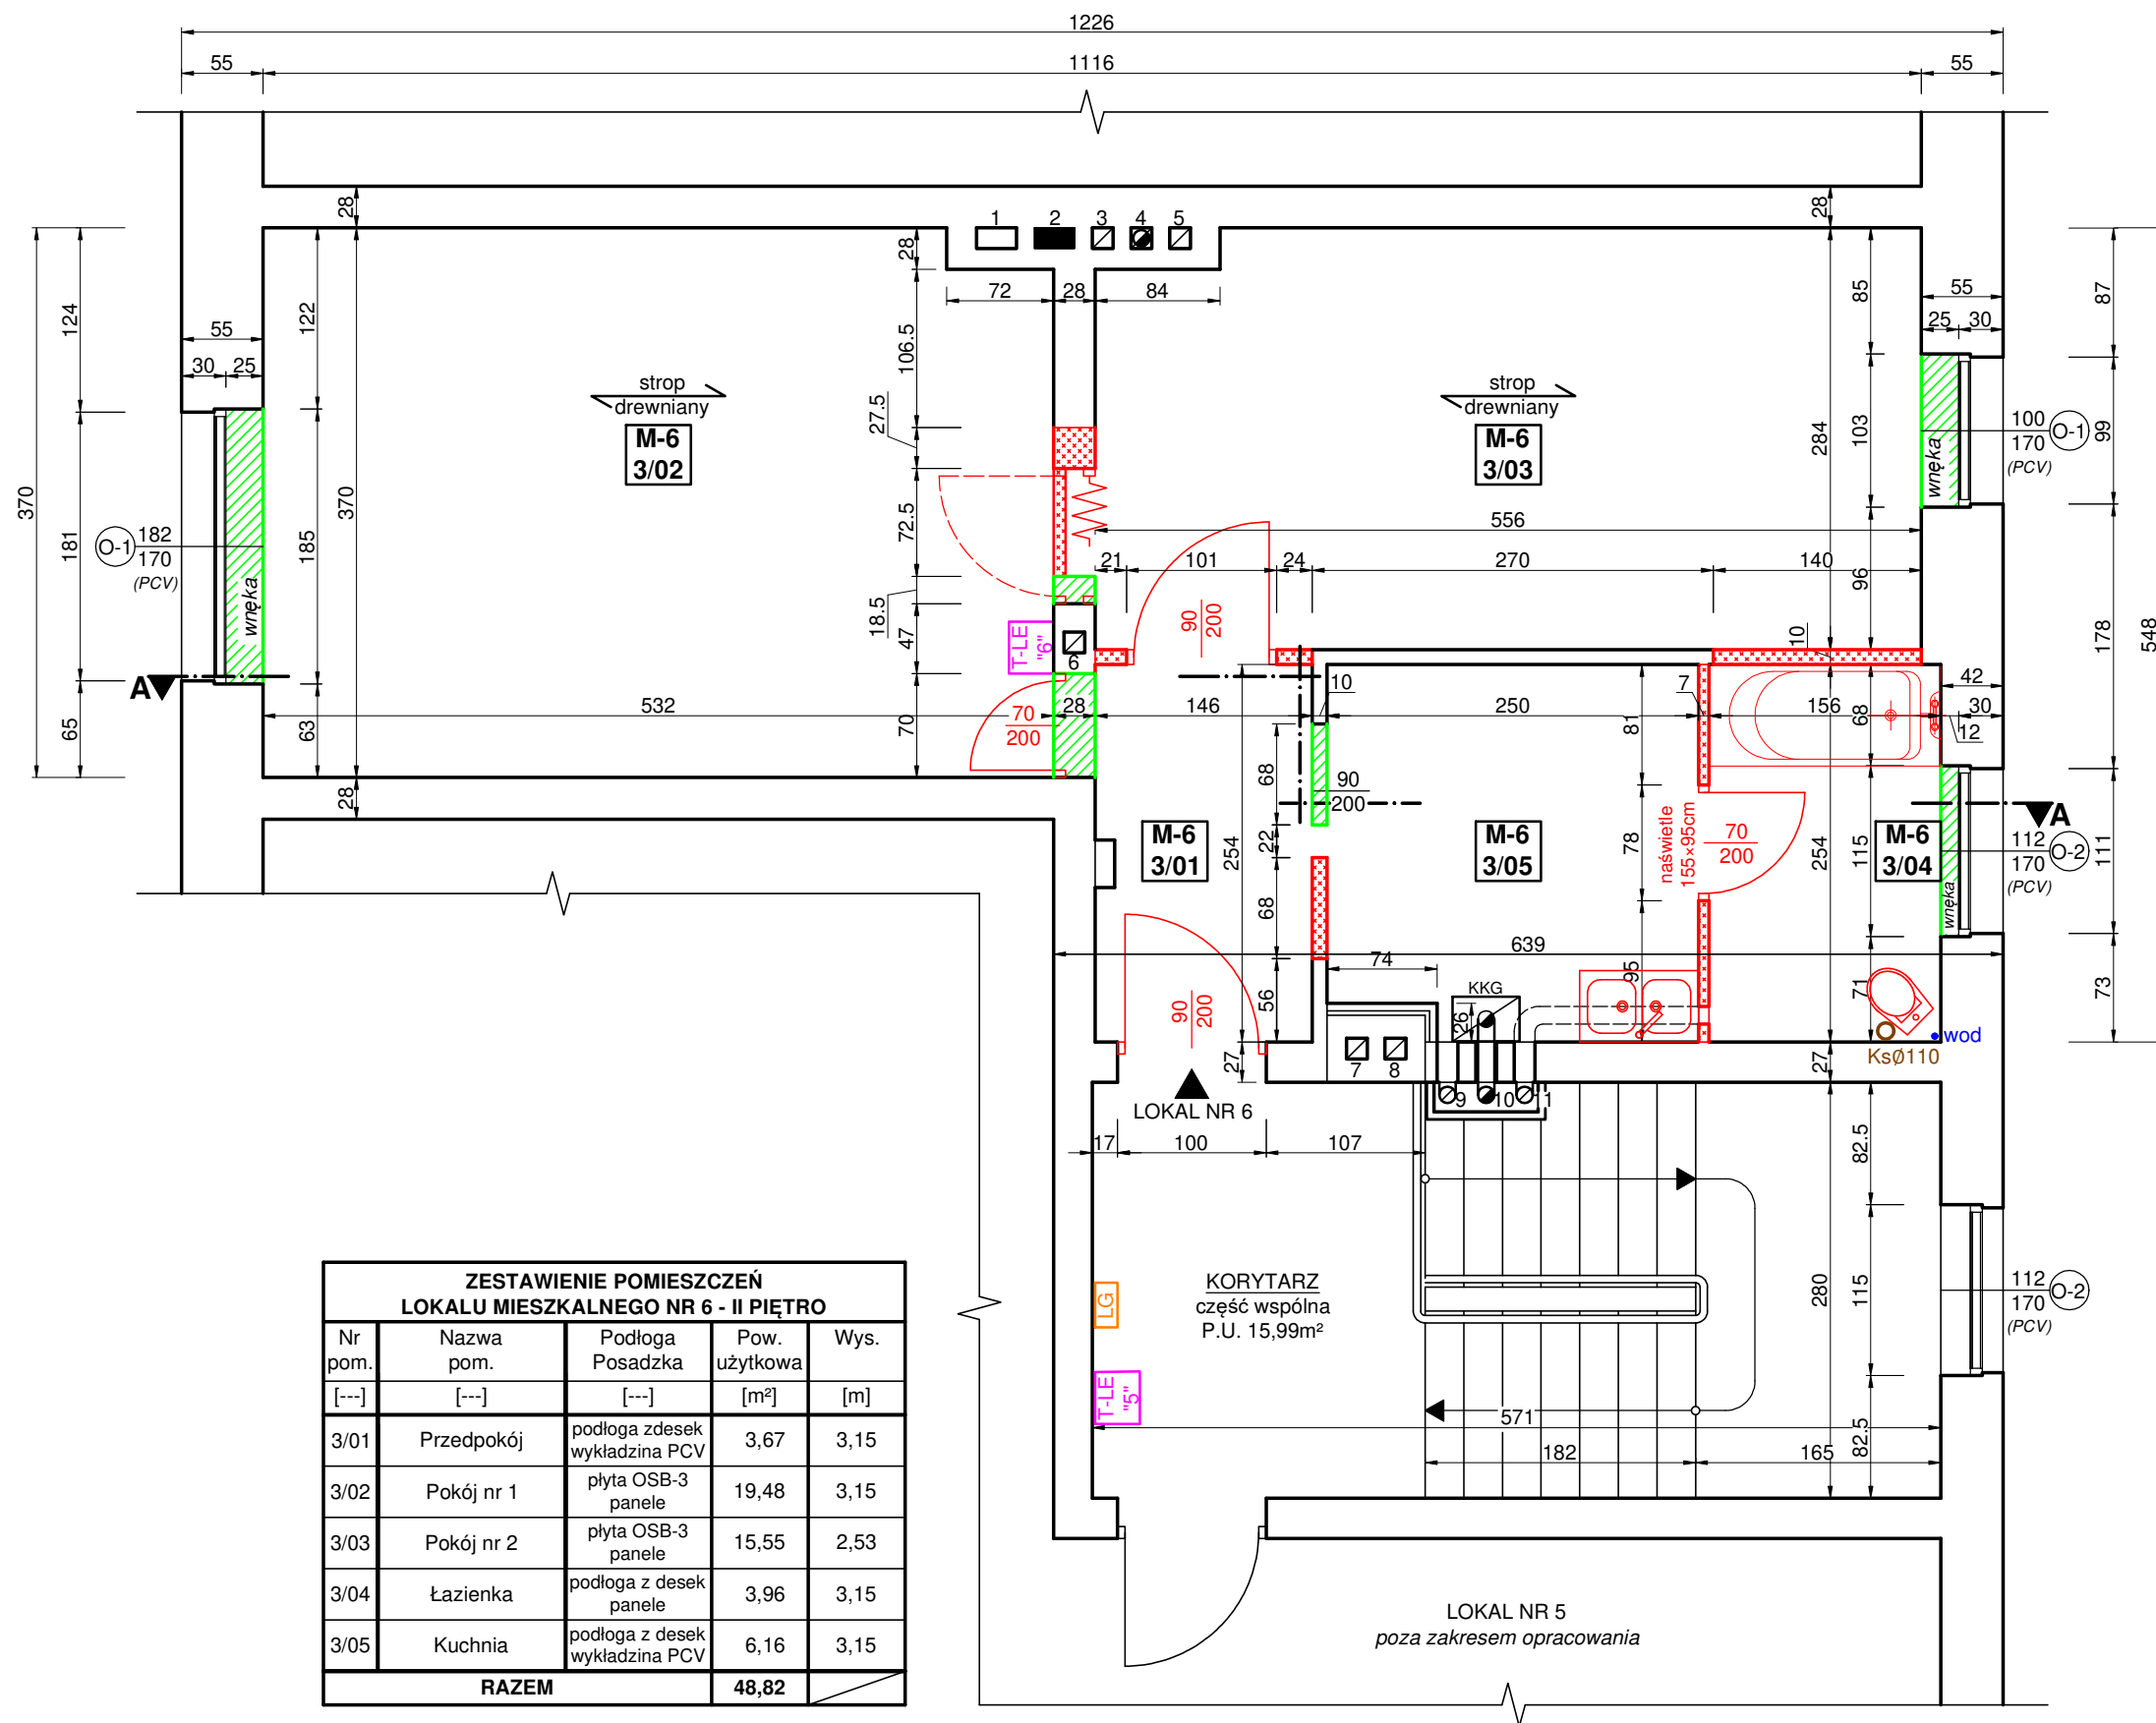 1226
55 1116 55
28 28
1 2 3 4 5
28
72 28 84
370
124
181
65
55
30 25
122
185
63
370
28
532
106.5
27.5
72.5
18.5
47
70
strop
drewniany
M-6
3/02
strop
drewniany
M-6
3/03
O-1 182
170
(PCV)
wnęka
A
T-LE
"6"
6
70
200
28
556
21 101 24 270 140
90
200
10
284
85
103
96
55
25 30
wnęka
100
170 O-1
(PCV)
87
99
178
111
73
548
146
10
250
7
156
42
30
12
68
115
71
254
81
78
95
68
22
68
56
254
90
200
M-6
3/01
M-6
3/05
naświetle
155×95cm
70
200
M-6
3/04
wnęka
A
112
170 O-2
(PCV)
639
74
KKG
26
90
200
27
7 8
9 10 1
wod
KsØ110
27
LOKAL NR 6
17 100 107
82.5
115
82.5
280
KORYTARZ
część wspólna
P.U. 15,99m²
LG
T-LE
"5"
571
182 165
112
170 O-2
(PCV)
LOKAL NR 5
poza zakresem opracowania
ZESTAWIENIE POMIESZCZEŃ
LOKALU MIESZKALNEGO NR 6 - II PIĘTRO
Nr pom. Nazwa pom. Podłoga Posadzka Pow. użytkowa Wys.
[---] [---] [---] [m²] [m]
3/01 Przedpokój podłoga zdesek wykładzina PCV 3,67 3,15
3/02 Pokój nr 1 płyta OSB-3 panele 19,48 3,15
3/03 Pokój nr 2 płyta OSB-3 panele 15,55 2,53
3/04 Łazienka podłoga z desek panele 3,96 3,15
3/05 Kuchnia podłoga z desek wykładzina PCV 6,16 3,15
RAZEM 48,82